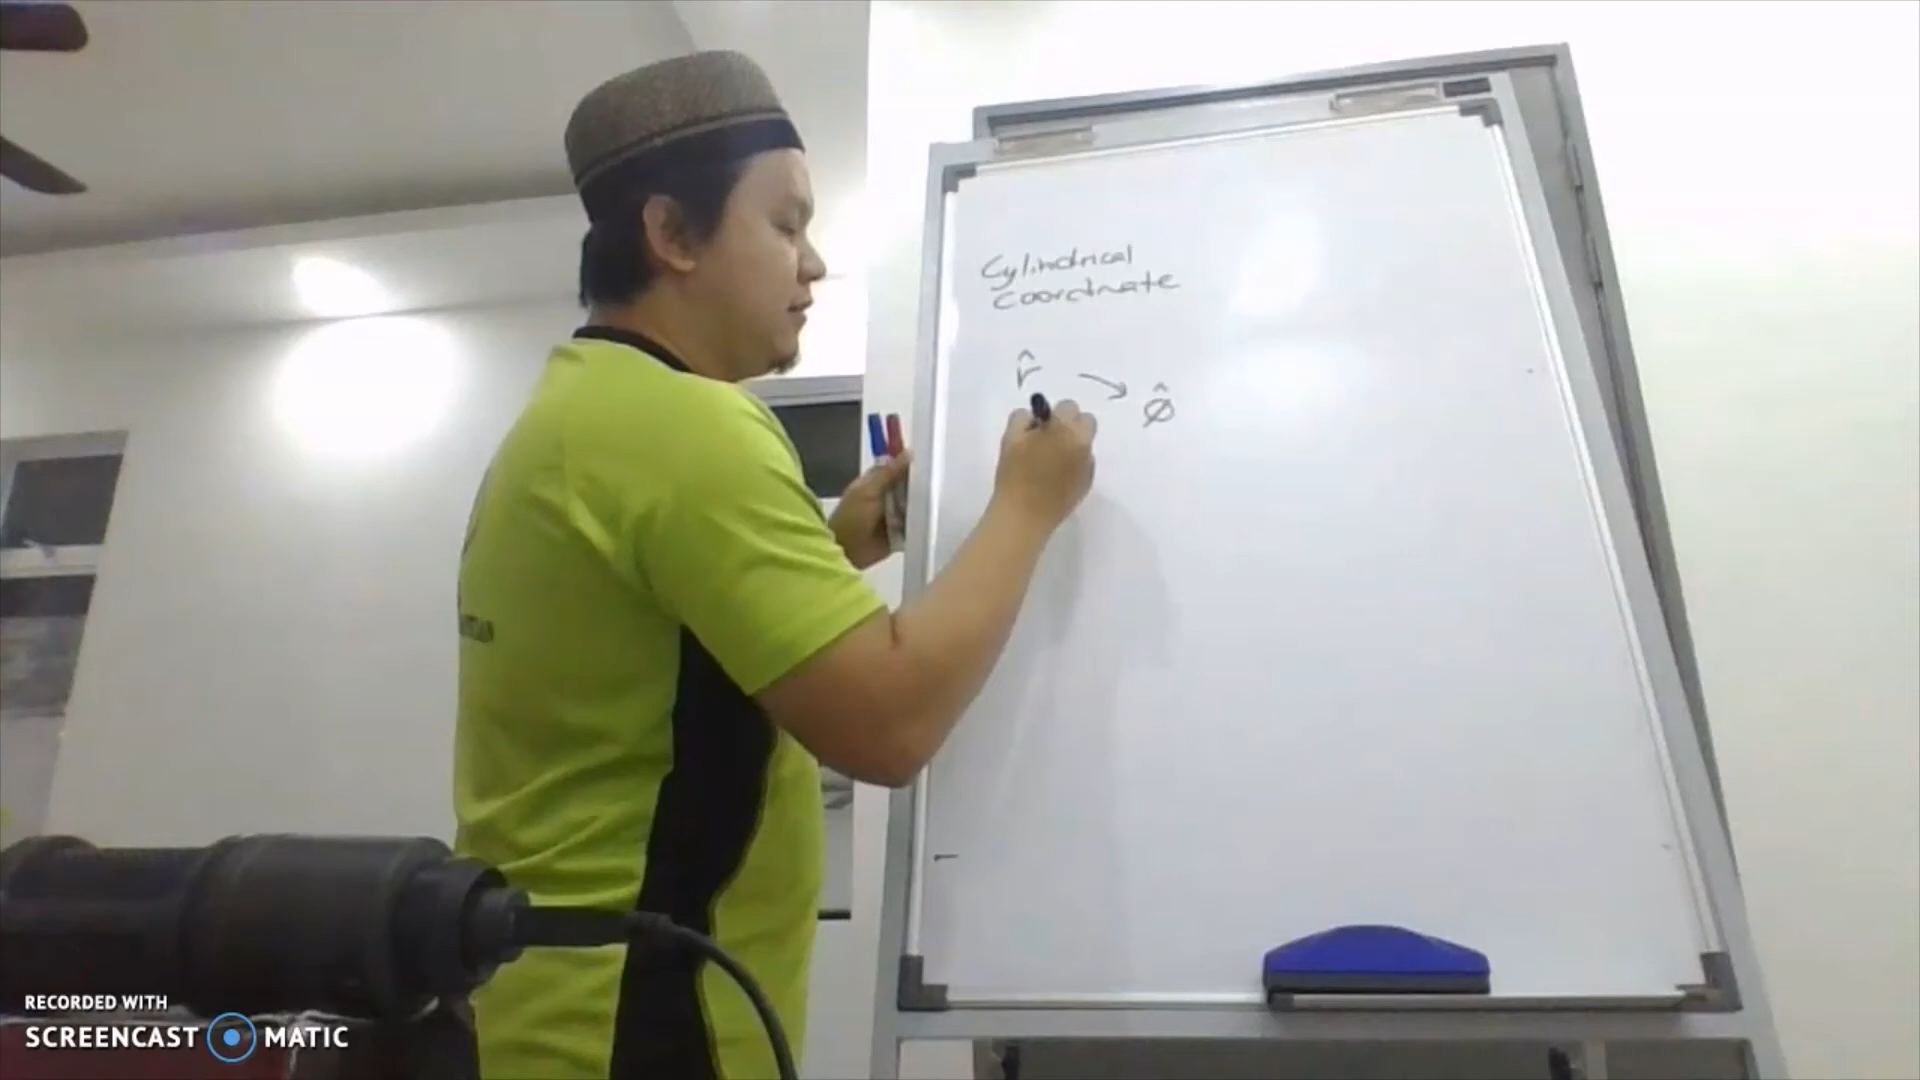 Cylindrical
Coordinate
r̂ → φ̂
RECORDED WITH
SCREENCAST MATIC